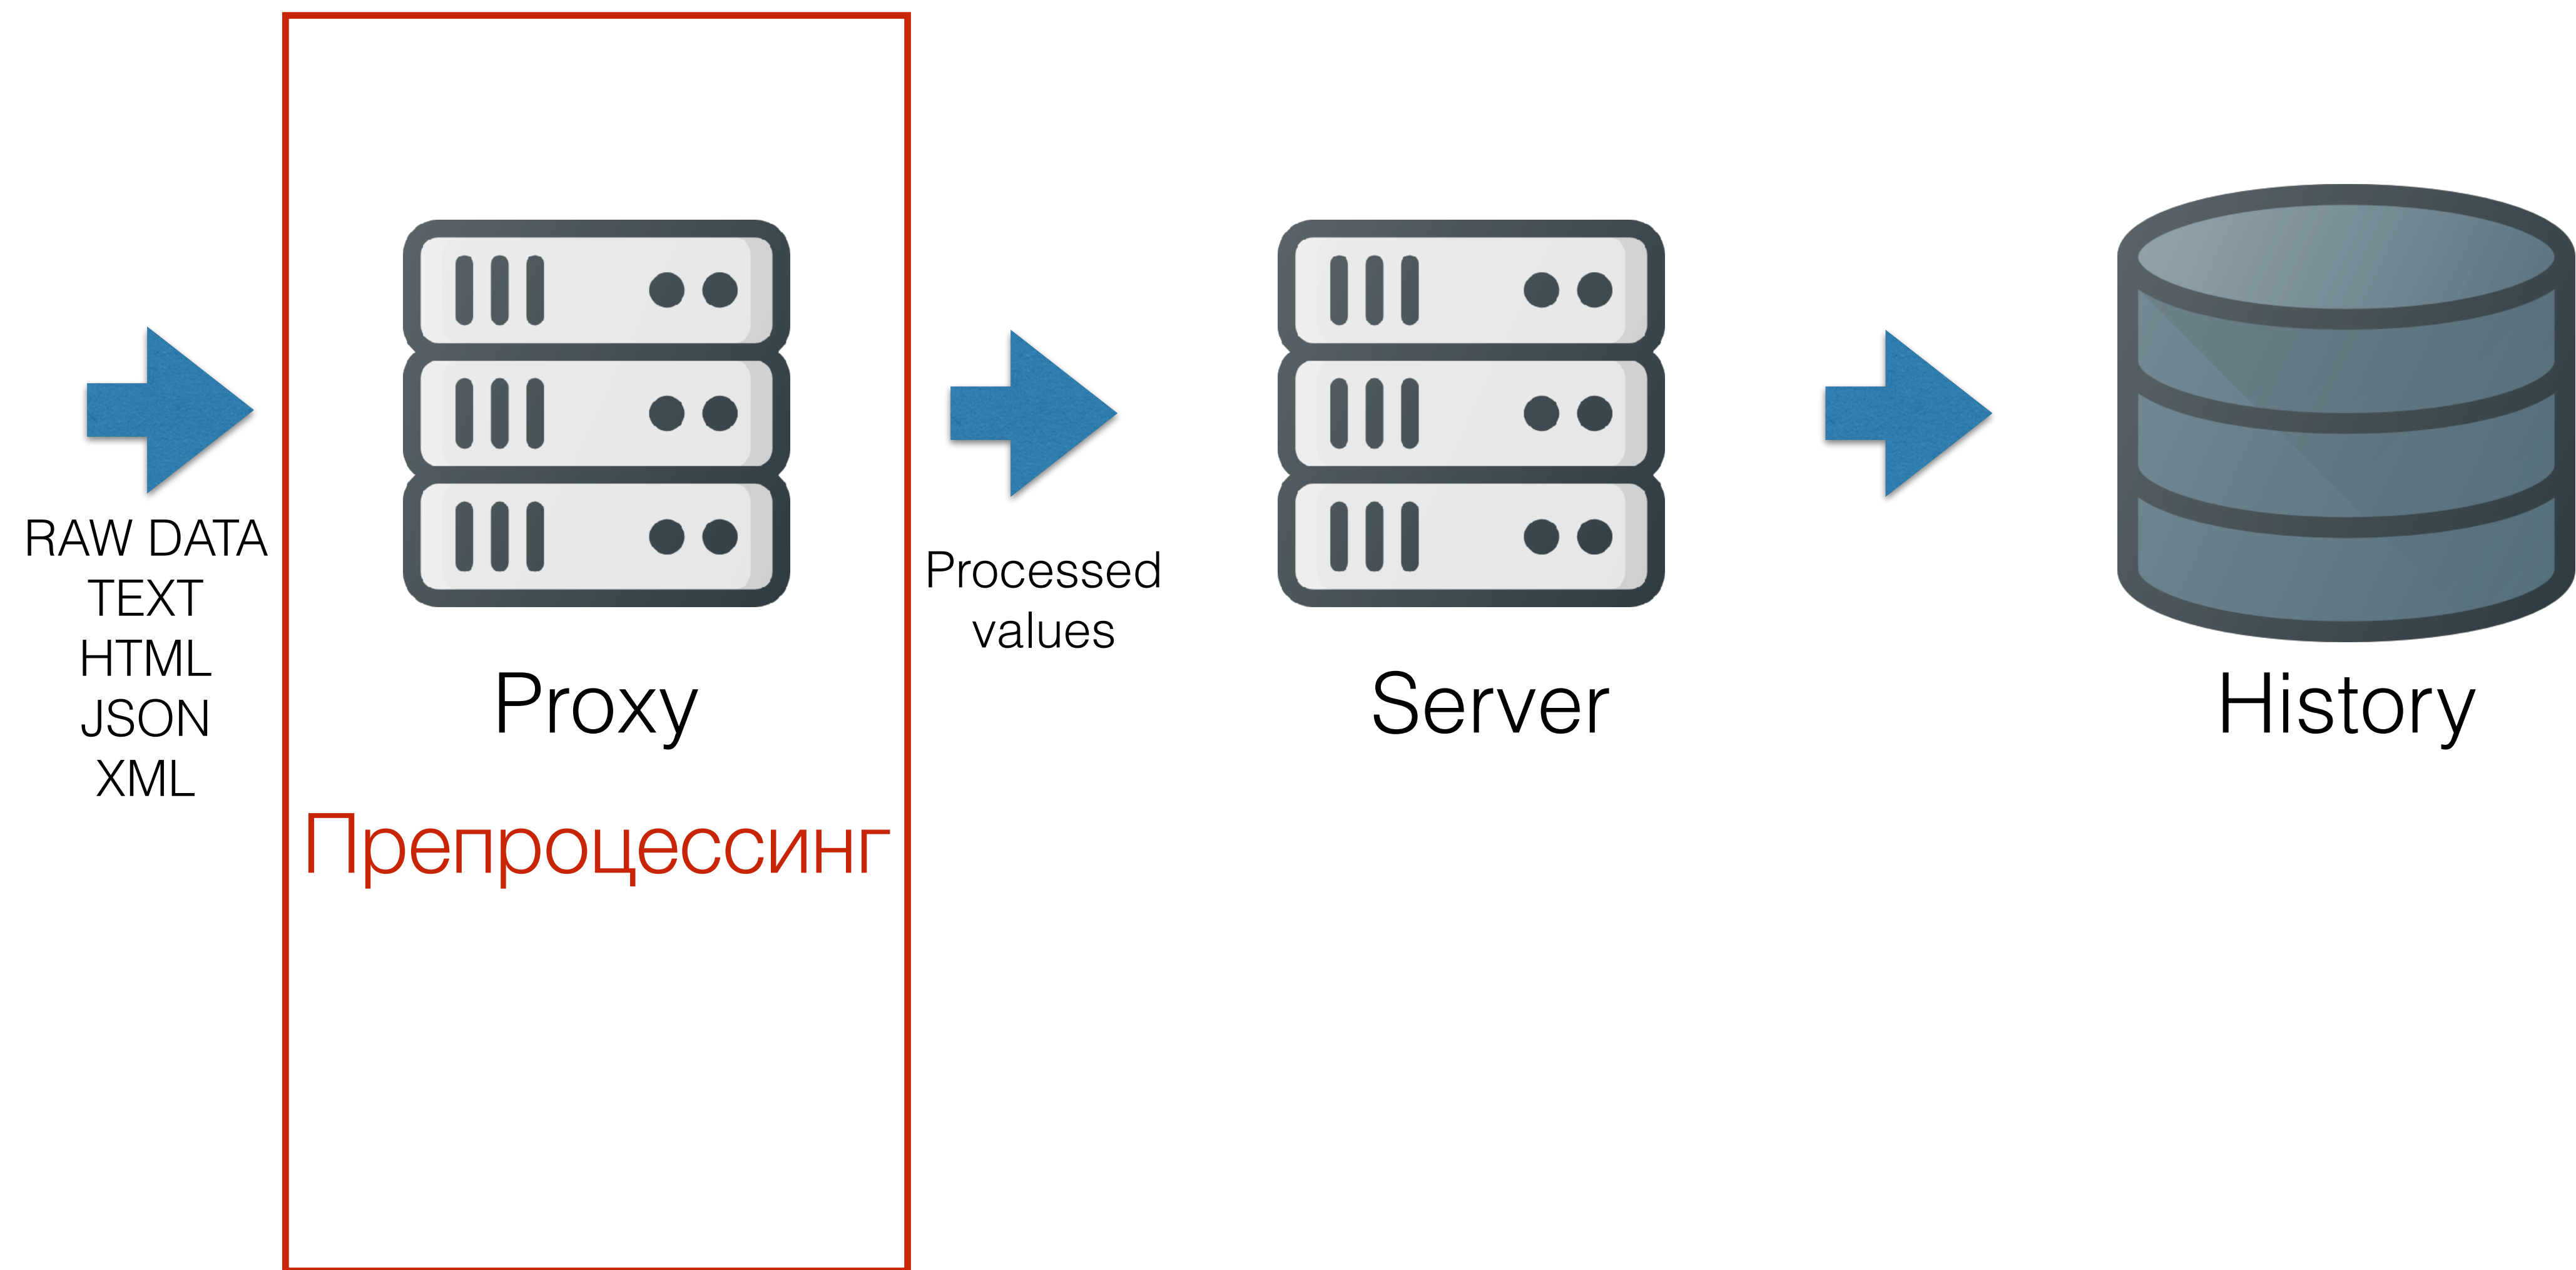 RAW DATA
TEXT
HTML
JSON
XML
Proxy
Препроцессинг
Processed
values
Server
History